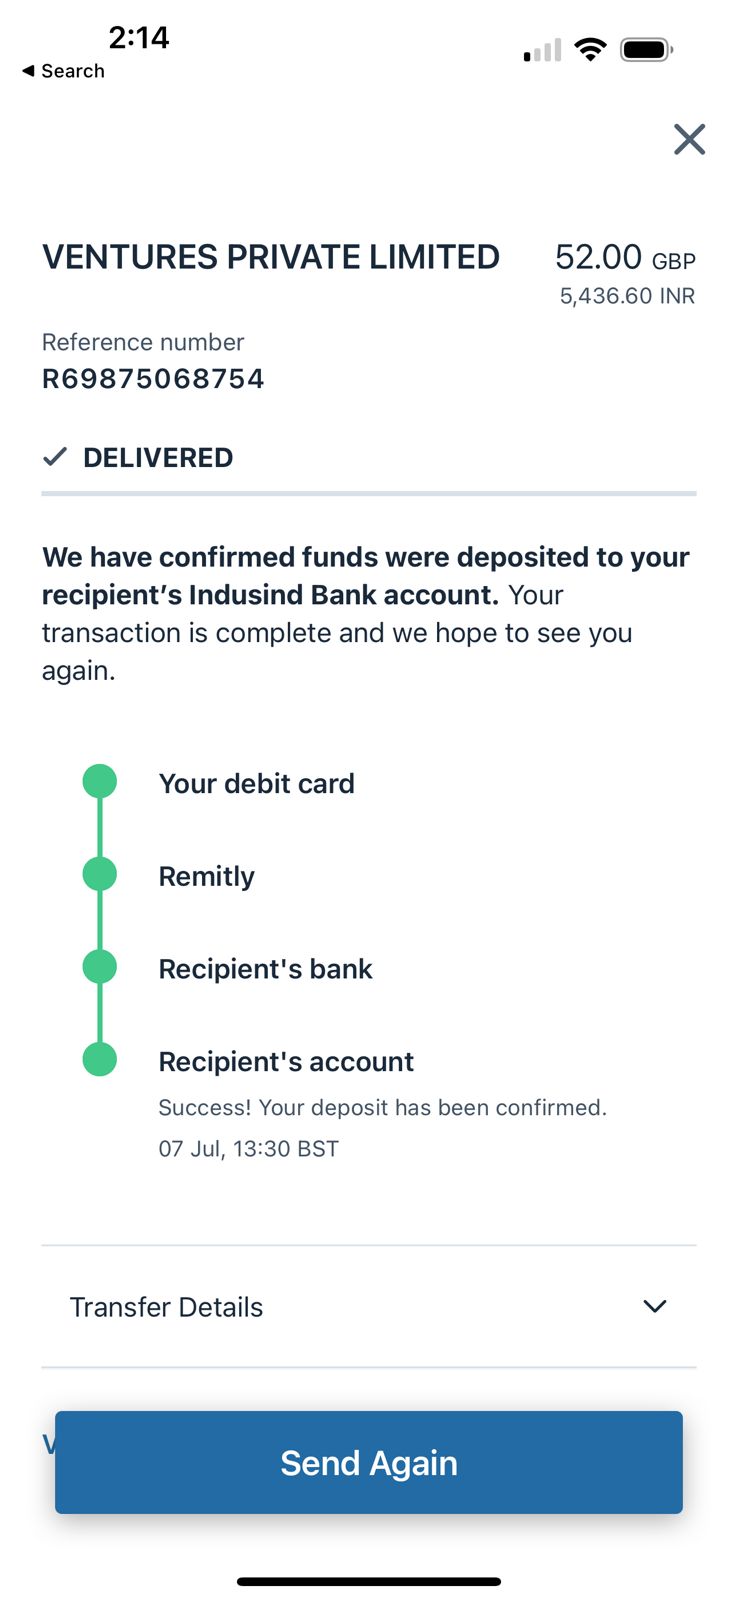 2:14
◀ Search
VENTURES PRIVATE LIMITED 52.00 GBP
5,436.60 INR
Reference number
R69875068754
DELIVERED
We have confirmed funds were deposited to your
recipient’s Indusind Bank account. Your
transaction is complete and we hope to see you
again.
Your debit card
Remitly
Recipient's bank
Recipient's account
Success! Your deposit has been confirmed.
07 Jul, 13:30 BST
Transfer Details
Send Again